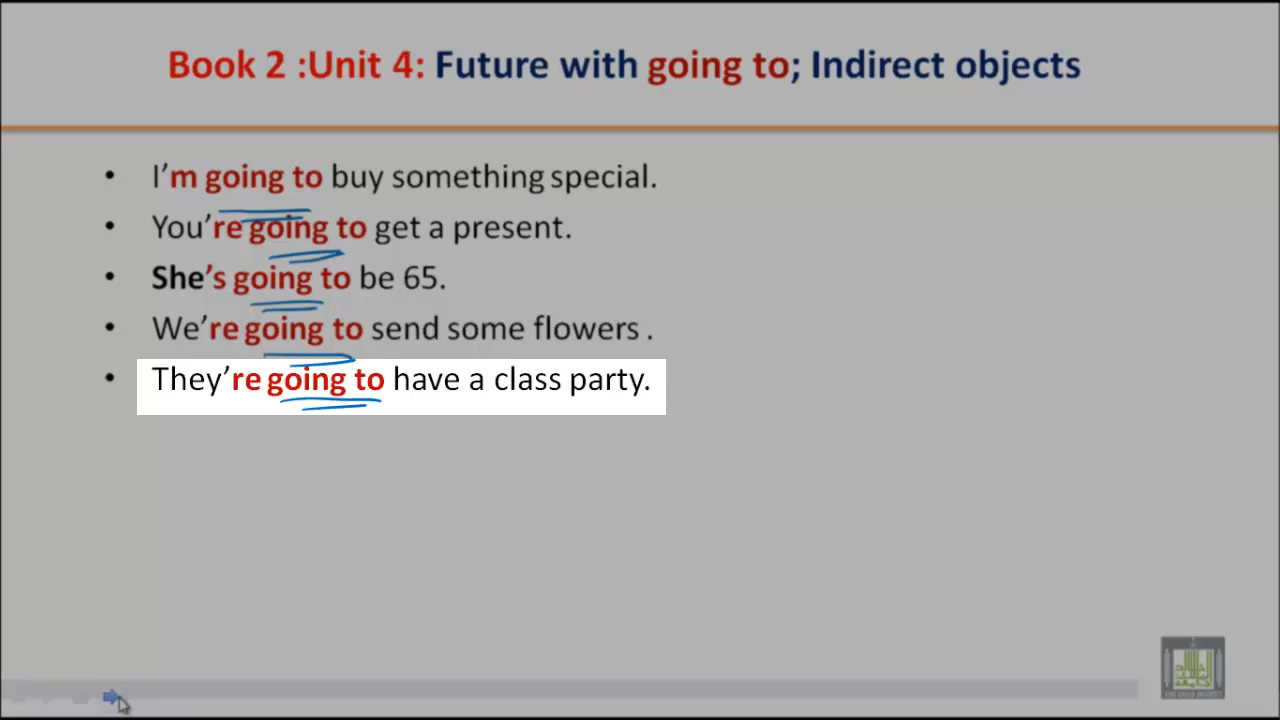 Book 2 :Unit 4: Future with going to; Indirect objects
• I'm going to buy something special.
• You're going to get a present.
• She's going to be 65.
• We're going to send some flowers .
• They're going to have a class party.